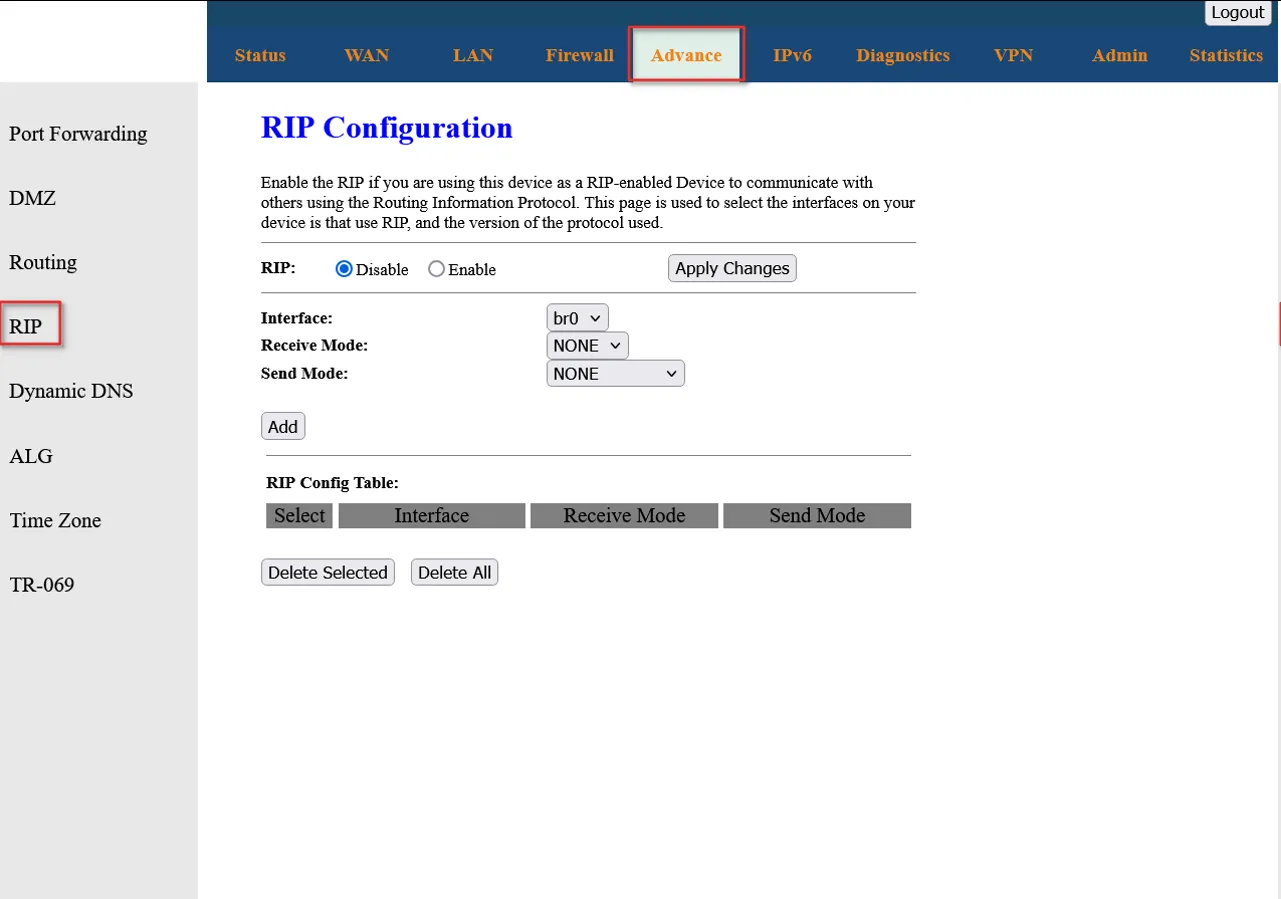 Logout
Status WAN LAN Firewall Advance IPv6 Diagnostics VPN Admin Statistics
Port Forwarding
DMZ
Routing
RIP
Dynamic DNS
ALG
Time Zone
TR-069
RIP Configuration
Enable the RIP if you are using this device as a RIP-enabled Device to communicate with
others using the Routing Information Protocol. This page is used to select the interfaces on your
device is that use RIP, and the version of the protocol used.
RIP: Disable Enable Apply Changes
Interface: br0
Receive Mode: NONE
Send Mode: NONE
Add
RIP Config Table:
Select Interface Receive Mode Send Mode
Delete Selected Delete All